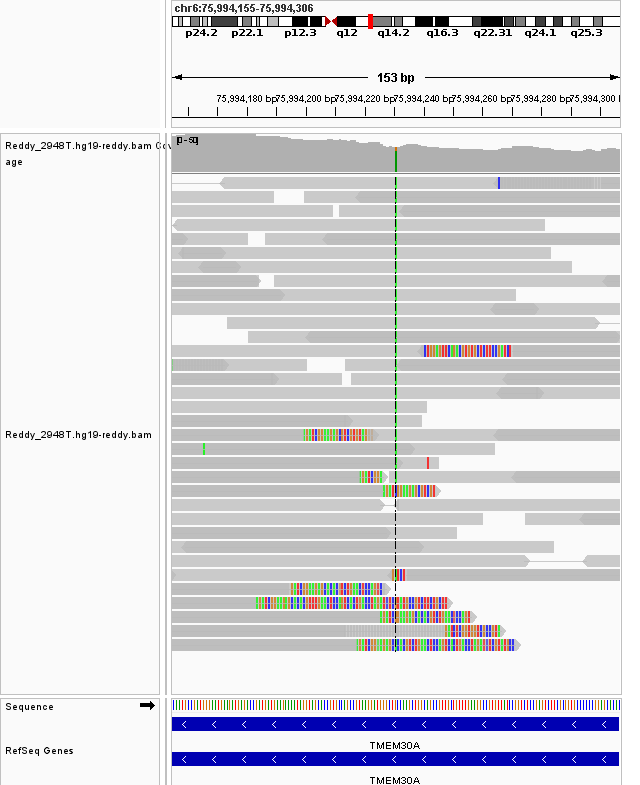 chr6:75,994,155-75,994,306
p24.2 p22.1 p12.3 q12 q14.2 q16.3 q22.31 q24.1 q25.3
153 bp
75,994,180 bp 75,994,200 bp 75,994,220 bp 75,994,240 bp 75,994,260 bp 75,994,280 bp 75,994,300 b
Reddy_2948T.hg19-reddy.bam Cov
age
Reddy_2948T.hg19-reddy.bam
Sequence
RefSeq Genes
TMEM30A
TMEM30A